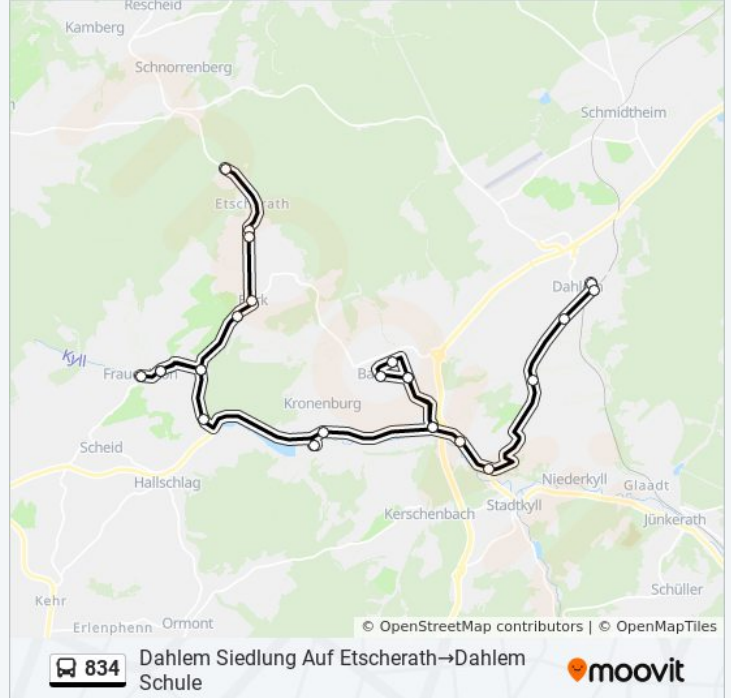 Rescheid
Kamberg
Schnorrenberg
Schmidtheim
Etscherath
Dahlem
Kyll
Kronenburg
Scheid
Hallschlag
Niederkyll
Glaadt
Stadtkyll
Kerschenbach
Jünkerath
Schüller
Kehr
Ormont
Erlenphenn
© OpenStreetMap contributors | © OpenMapTiles
834
Dahlem Siedlung Auf Etscherath→Dahlem
Schule
moovit